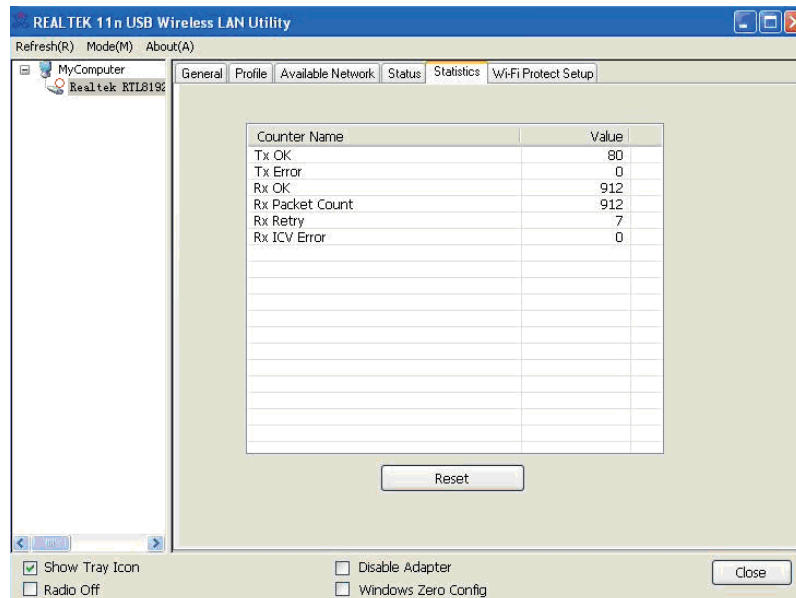 REALTEK 11n USB Wireless LAN Utility
Refresh(R) Mode(M) About(A)
MyComputer
Realtek RTL8192
General Profile Available Network Status Statistics Wi-Fi Protect Setup
Counter Name Value
Tx OK 80
Tx Error 0
Rx OK 912
Rx Packet Count 912
Rx Retry 7
Rx ICV Error 0
Reset
Show Tray Icon Disable Adapter Close
Radio Off Windows Zero Config